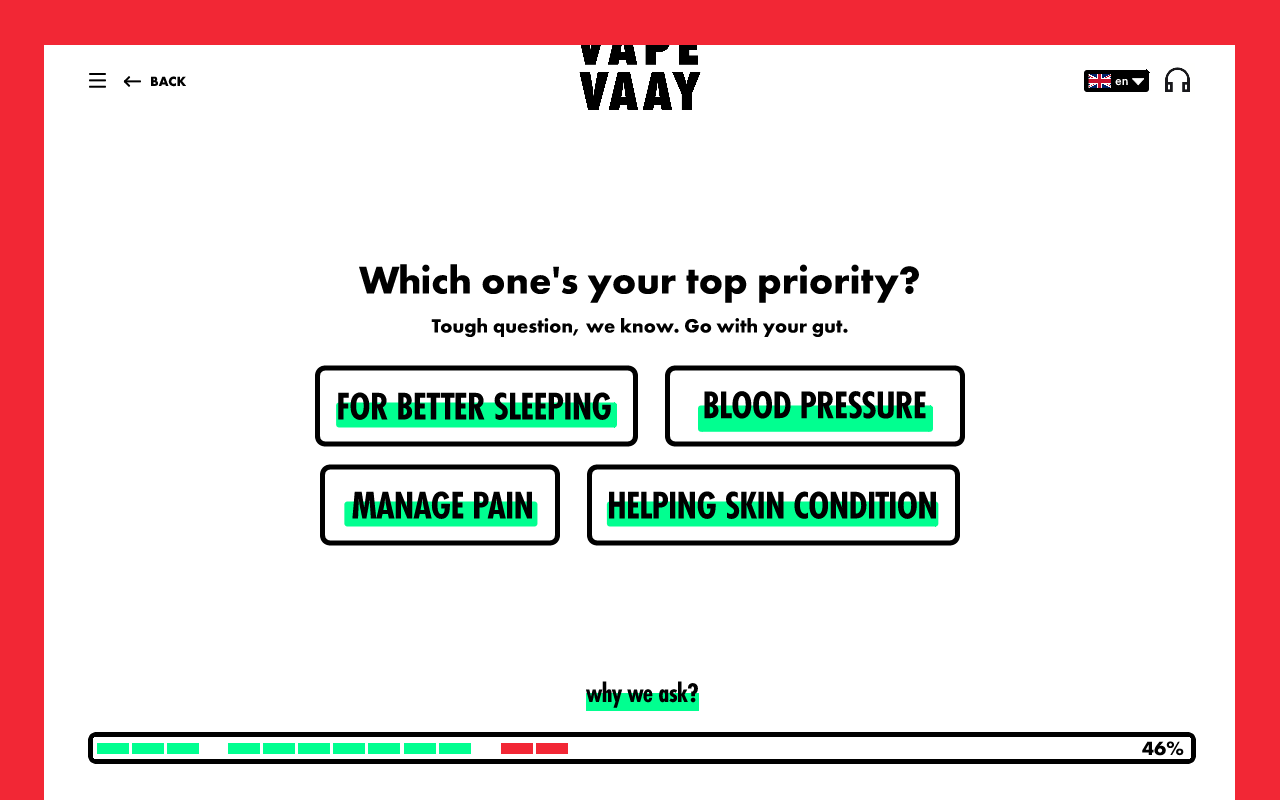 VAPE
VAAY
BACK
en
Which one's your top priority?
Tough question, we know. Go with your gut.
FOR BETTER SLEEPING
BLOOD PRESSURE
MANAGE PAIN
HELPING SKIN CONDITION
why we ask?
46%